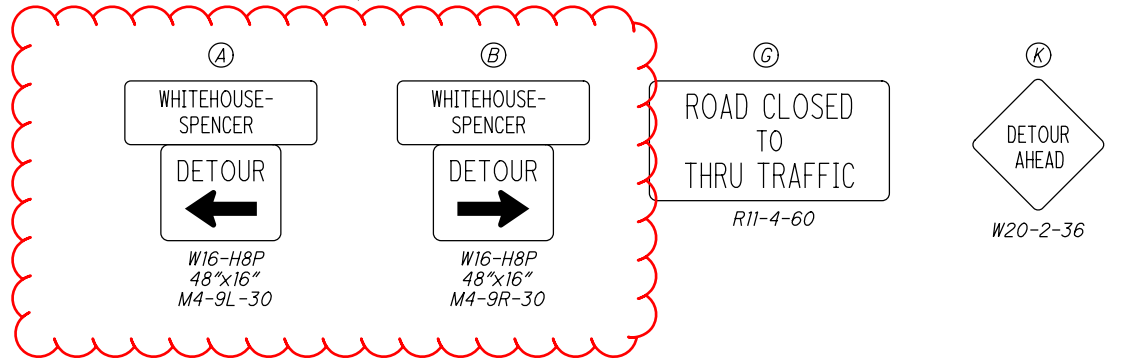 A
WHITEHOUSE-
SPENCER
DETOUR
W16-H8P
48"x16"
M4-9L-30
B
WHITEHOUSE-
SPENCER
DETOUR
W16-H8P
48"x16"
M4-9R-30
G
ROAD CLOSED
TO
THRU TRAFFIC
R11-4-60
K
DETOUR
AHEAD
W20-2-36